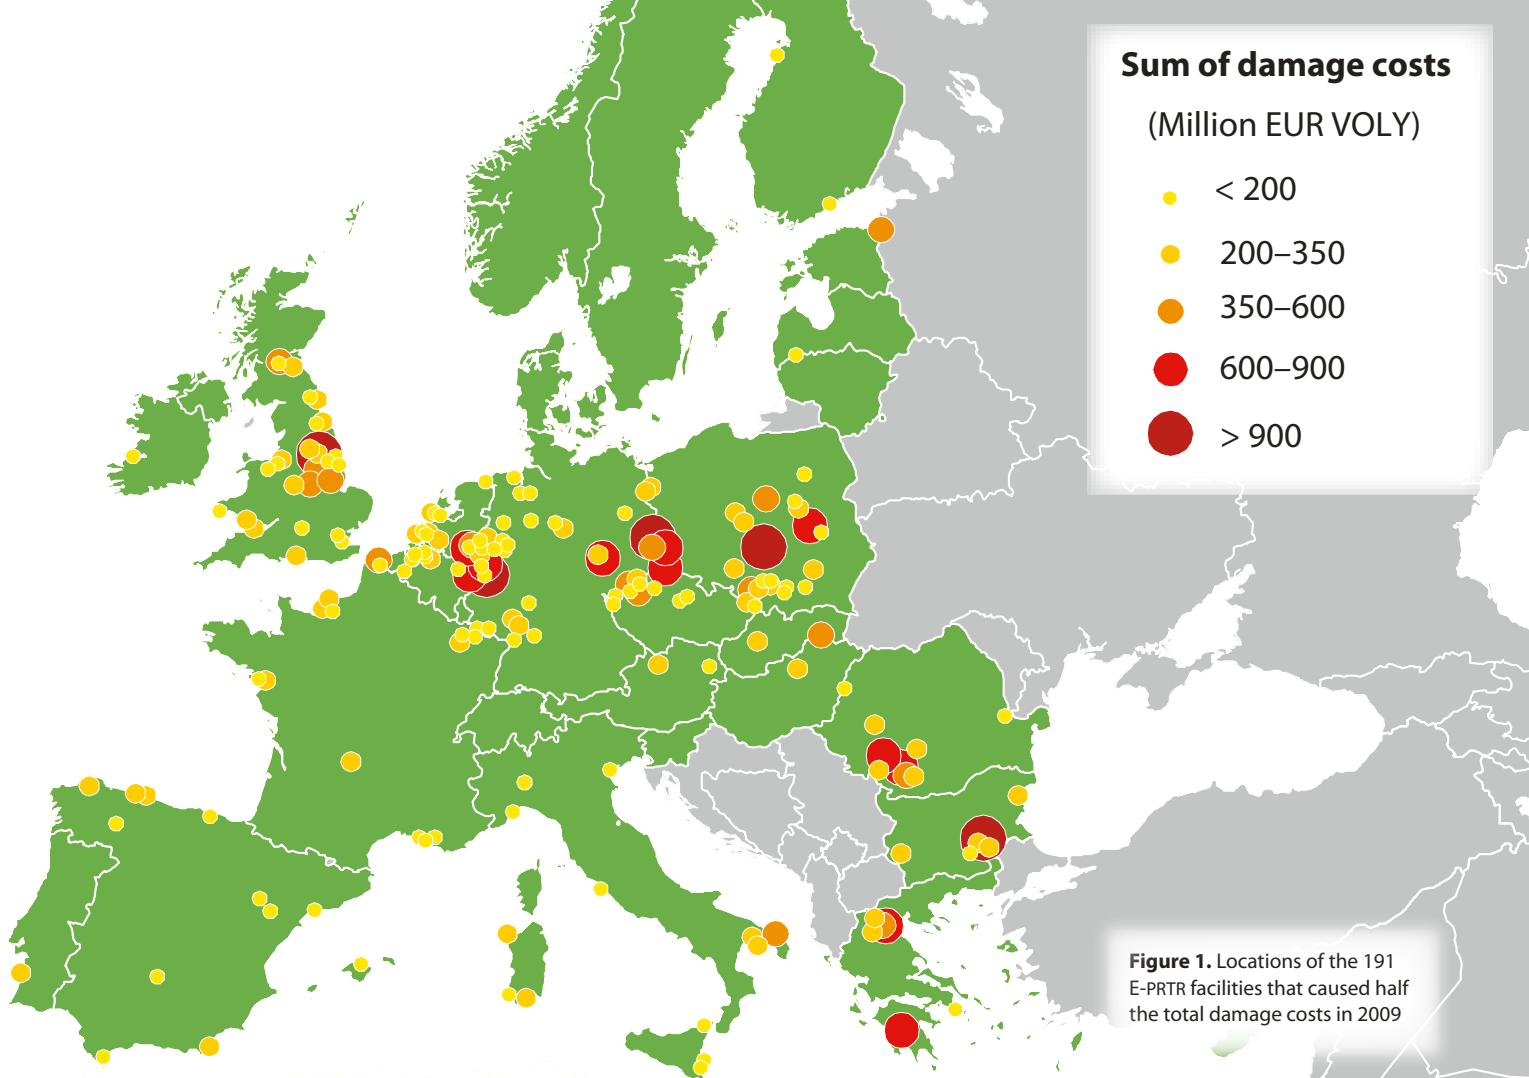 Sum of damage costs
(Million EUR VOLY)
< 200
200–350
350–600
600–900
> 900
Figure 1. Locations of the 191
E-PRTR facilities that caused half
the total damage costs in 2009